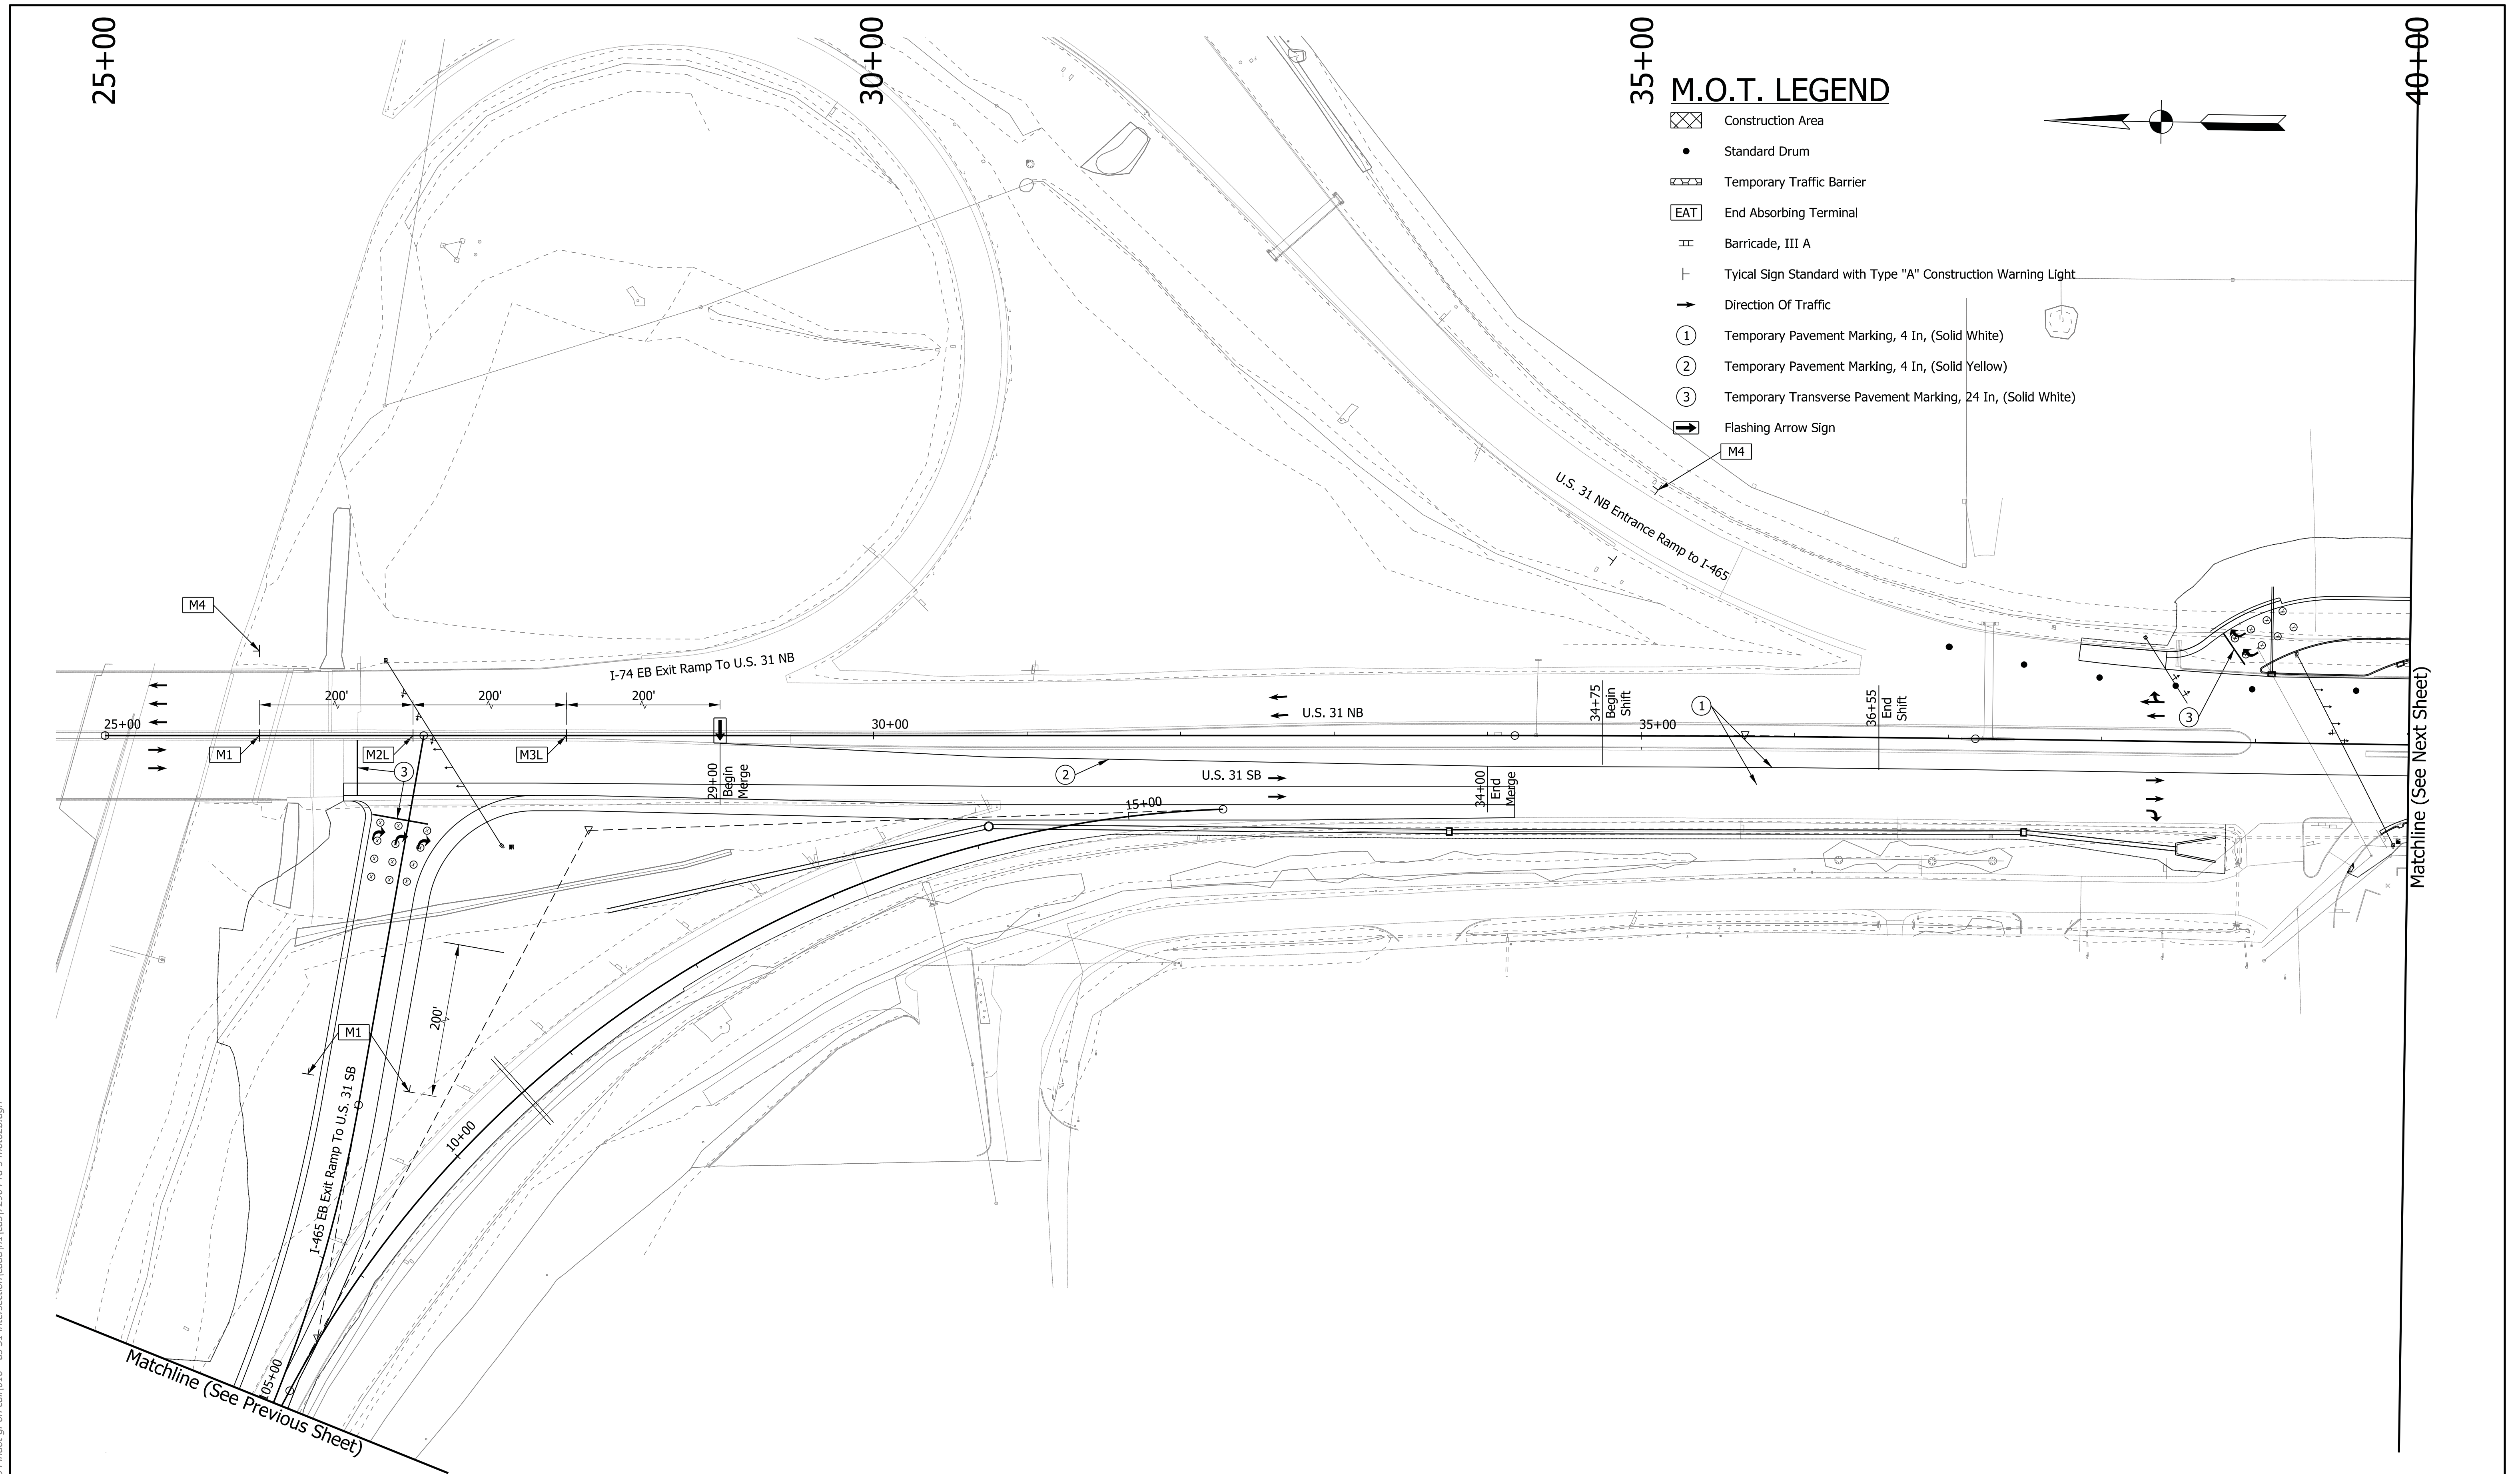 25+00
30+00
35+00
40+00
M.O.T. LEGEND
Construction Area
Standard Drum
Temporary Traffic Barrier
EAT End Absorbing Terminal
Barricade, III A
Tyical Sign Standard with Type "A" Construction Warning Light
Direction Of Traffic
1 Temporary Pavement Marking, 4 In, (Solid White)
2 Temporary Pavement Marking, 4 In, (Solid Yellow)
3 Temporary Transverse Pavement Marking, 24 In, (Solid White)
Flashing Arrow Sign
M4
U.S. 31 NB Entrance Ramp to I-465
M4
I-74 EB Exit Ramp To U.S. 31 NB
200'
200'
200'
25+00
30+00
U.S. 31 NB
34+75
Begin
Shift
1
35+00
36+55
End
Shift
3
M1
M2L
M3L
3
29+00
Begin
Merge
2
U.S. 31 SB
34+00
End
Merge
15+00
Matchline (See Next Sheet)
200'
M1
I-465 EB Exit Ramp To U.S. 31 SB
10+00
105+00
Matchline (See Previous Sheet)